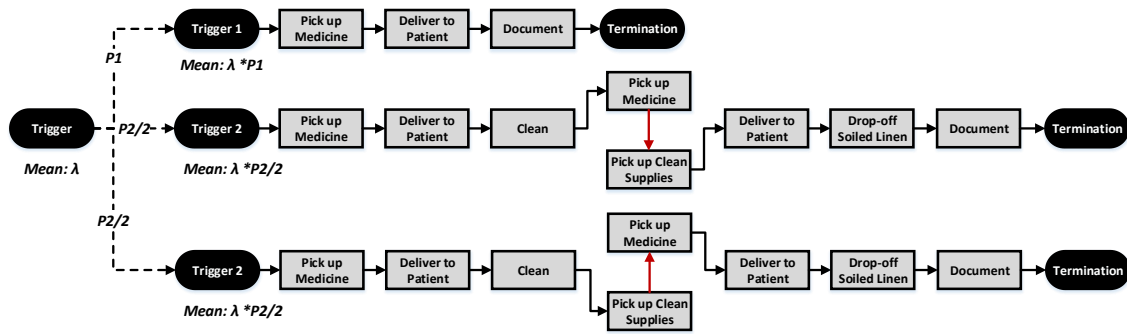 Trigger 1
Pick up
Medicine
Deliver to
Patient
Document
Termination
P1
Mean: λ *P1
Trigger
Mean: λ
P2/2
Trigger 2
Mean: λ *P2/2
Pick up
Medicine
Deliver to
Patient
Clean
Pick up
Medicine
Pick up Clean
Supplies
Deliver to
Patient
Drop-off
Soiled Linen
Document
Termination
P2/2
Trigger 2
Mean: λ *P2/2
Pick up
Medicine
Deliver to
Patient
Clean
Pick up
Medicine
Pick up Clean
Supplies
Deliver to
Patient
Drop-off
Soiled Linen
Document
Termination